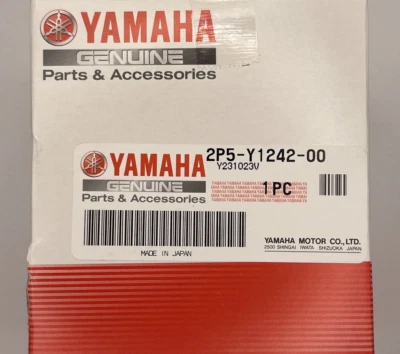 YAMAHA
GENUINE
Parts & Accessories
YAMAHA
GENUINE
Parts & Accessories
2P5-Y1242-00
Y231023V
1PC
MADE IN JAPAN
YAMAHA MOTOR CO.,LTD.
2500 SHINGAI IWATA SHIZUOKA JAPAN